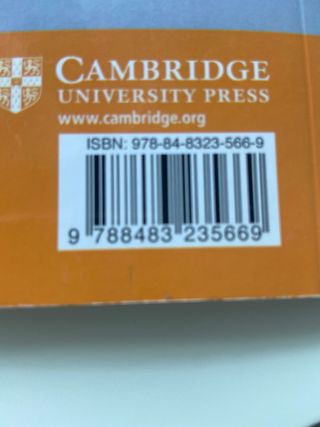 CAMBRIDGE
UNIVERSITY PRESS
www.cambridge.org
ISBN: 978-84-8323-566-9
9 788483 235669